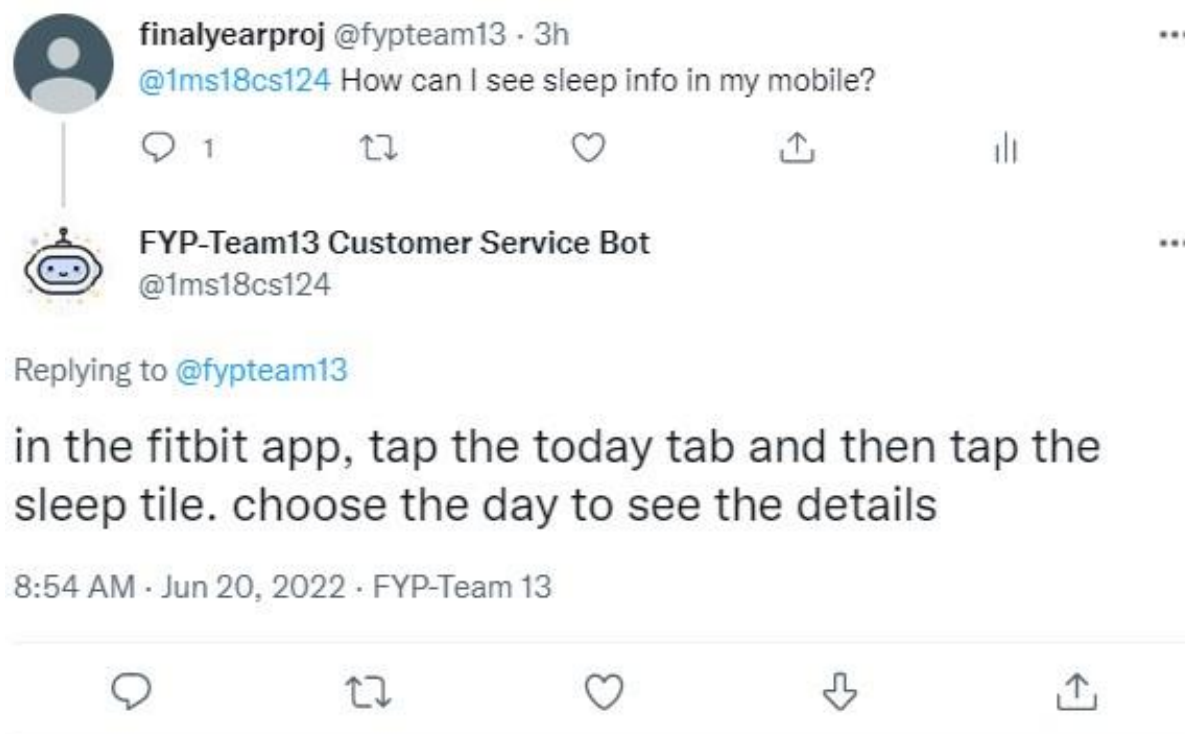 finalyearproj @fypteam13 · 3h
@1ms18cs124 How can I see sleep info in my mobile?
1
FYP-Team13 Customer Service Bot
@1ms18cs124
Replying to @fypteam13
in the fitbit app, tap the today tab and then tap the
sleep tile. choose the day to see the details
8:54 AM · Jun 20, 2022 · FYP-Team 13